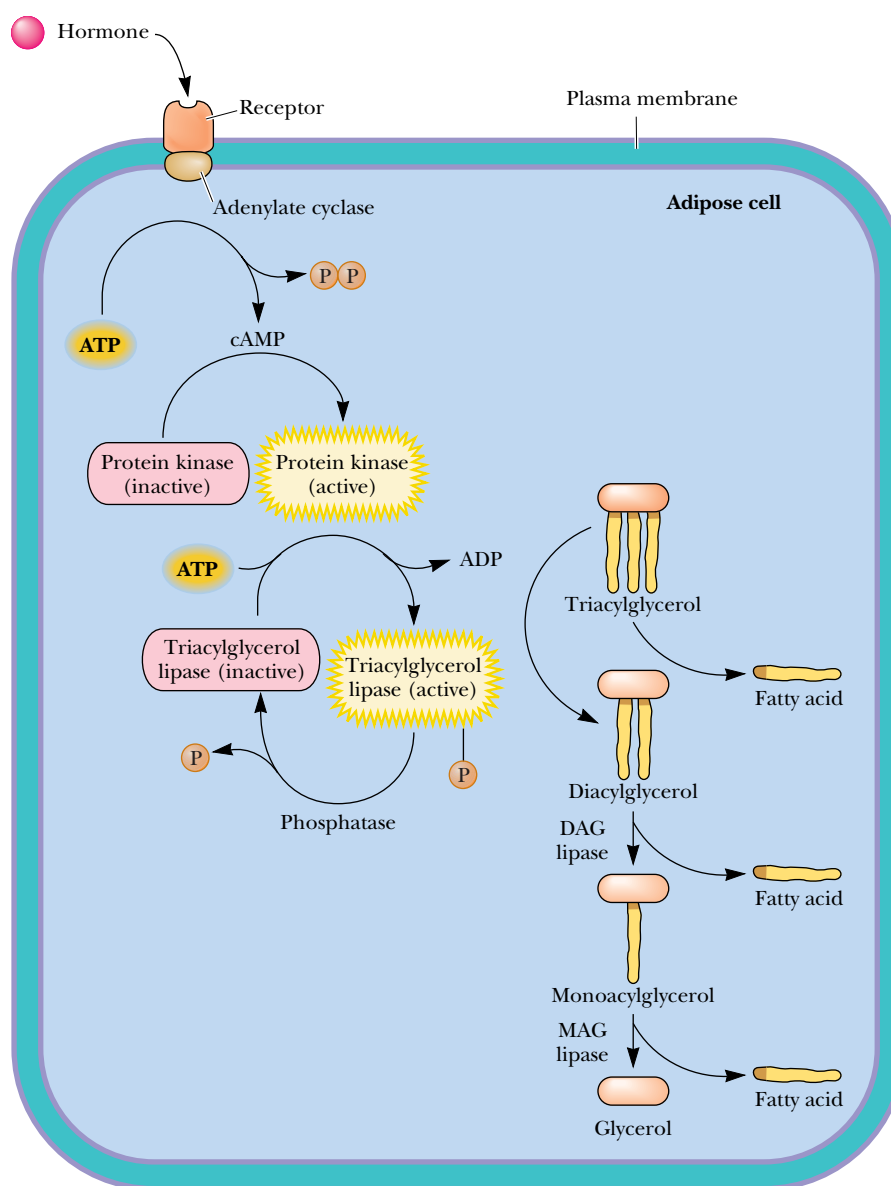 Hormone
Receptor
Plasma membrane
Adenylate cyclase
Adipose cell
P P
ATP
cAMP
Protein kinase
(inactive)
Protein kinase
(active)
ATP
ADP
Triacylglycerol
lipase (inactive)
Triacylglycerol
lipase (active)
P
P
Phosphatase
Triacylglycerol
Fatty acid
Diacylglycerol
DAG
lipase
Fatty acid
Monoacylglycerol
MAG
lipase
Fatty acid
Glycerol